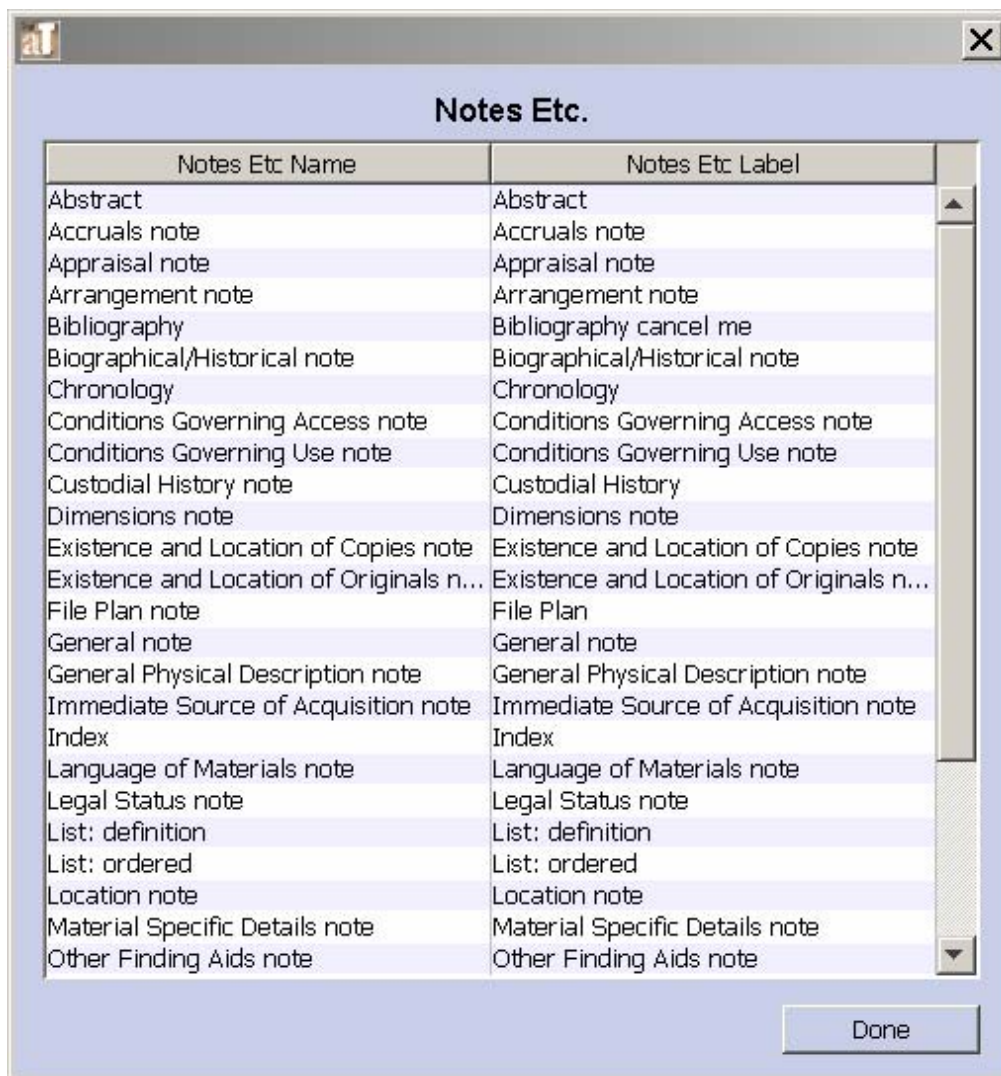 aT
Notes Etc.
Notes Etc Name Notes Etc Label
Abstract Abstract
Accruals note Accruals note
Appraisal note Appraisal note
Arrangement note Arrangement note
Bibliography Bibliography cancel me
Biographical/Historical note Biographical/Historical note
Chronology Chronology
Conditions Governing Access note Conditions Governing Access note
Conditions Governing Use note Conditions Governing Use note
Custodial History note Custodial History
Dimensions note Dimensions note
Existence and Location of Copies note Existence and Location of Copies note
Existence and Location of Originals n... Existence and Location of Originals n...
File Plan note File Plan
General note General note
General Physical Description note General Physical Description note
Immediate Source of Acquisition note Immediate Source of Acquisition note
Index Index
Language of Materials note Language of Materials note
Legal Status note Legal Status note
List: definition List: definition
List: ordered List: ordered
Location note Location note
Material Specific Details note Material Specific Details note
Other Finding Aids note Other Finding Aids note
Done